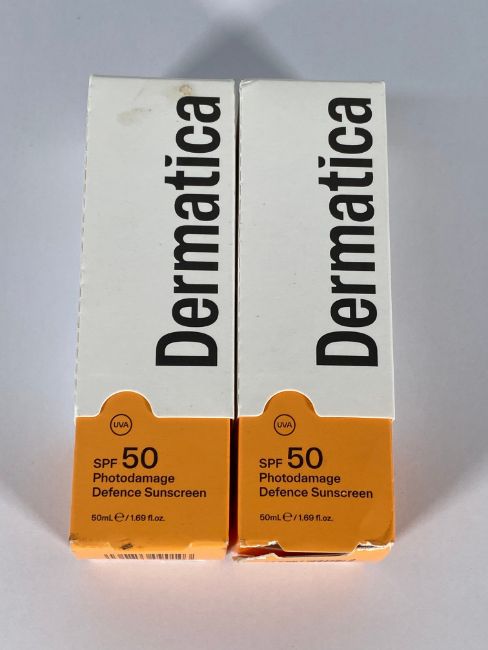 Dermatica
UVA
SPF 50
Photodamage
Defence Sunscreen
50mL ℮ / 1.69 fl.oz.
Dermatica
UVA
SPF 50
Photodamage
Defence Sunscreen
50mL ℮ / 1.69 fl.oz.